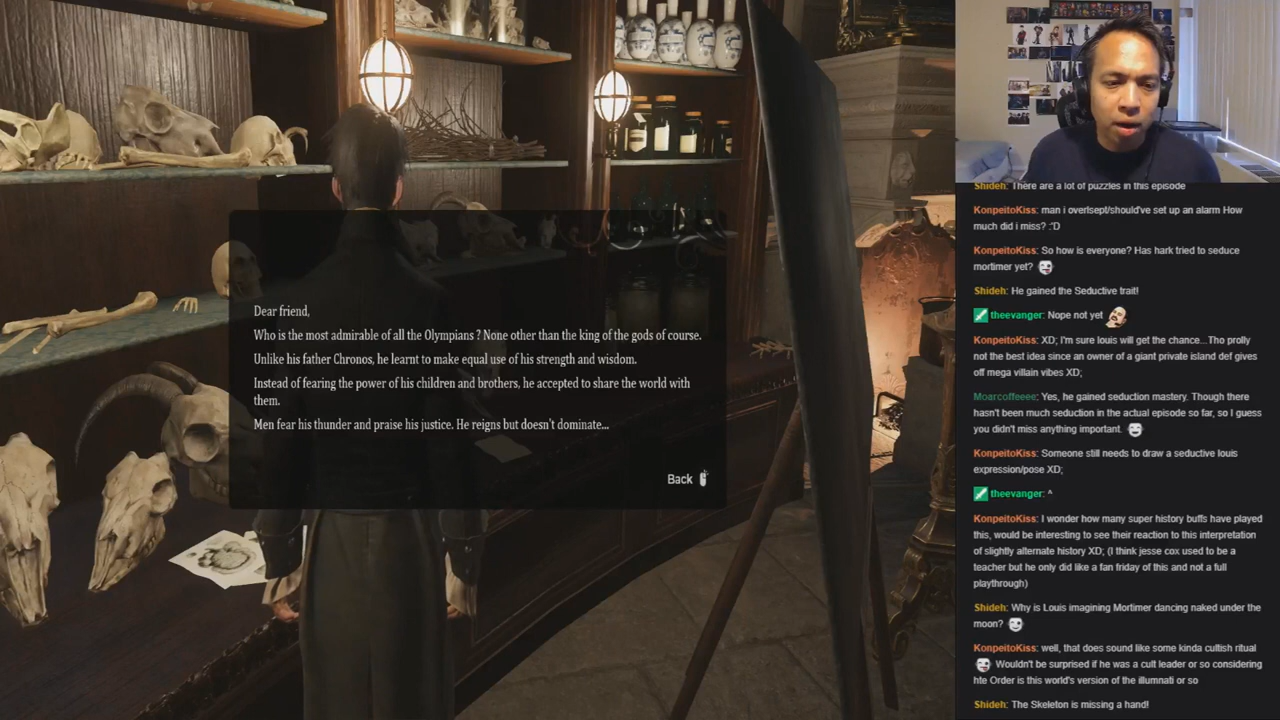 Dear friend,
Who is the most admirable of all the Olympians ? None other than the king of the gods of course.
Unlike his father Chronos, he learnt to make equal use of his strength and wisdom.
Instead of fearing the power of his children and brothers, he accepted to share the world with
them.
Men fear his thunder and praise his justice. He reigns but doesn't dominate...
Back
Shideh: There are a lot of puzzles in this episode
KonpeitoKiss: man i overlsept/should've set up an alarm How
much did i miss? :'D
KonpeitoKiss: So how is everyone? Has hark tried to seduce
mortimer yet?
Shideh: He gained the Seductive trait!
theevanger: Nope not yet
KonpeitoKiss: XD; I'm sure louis will get the chance...Tho prolly
not the best idea since an owner of a giant private island def gives
off mega villain vibes XD;
Moarcoffeeee: Yes, he gained seduction mastery. Though there
hasn't been much seduction in the actual episode so far, so I guess
you didn't miss anything important.
KonpeitoKiss: Someone still needs to draw a seductive louis
expression/pose XD;
theevanger: ^
KonpeitoKiss: I wonder how many super history buffs have played
this, would be interesting to see their reaction to this interpretation
of slightly alternate history XD; (I think jesse cox used to be a
teacher but he only did like a fan friday of this and not a full
playthrough)
Shideh: Why is Louis imagining Mortimer dancing naked under the
moon?
KonpeitoKiss: well, that does sound like some kinda cultish ritual
Wouldn't be surprised if he was a cult leader or so considering
hte Order is this world's version of the illumnati or so
Shideh: The Skeleton is missing a hand!